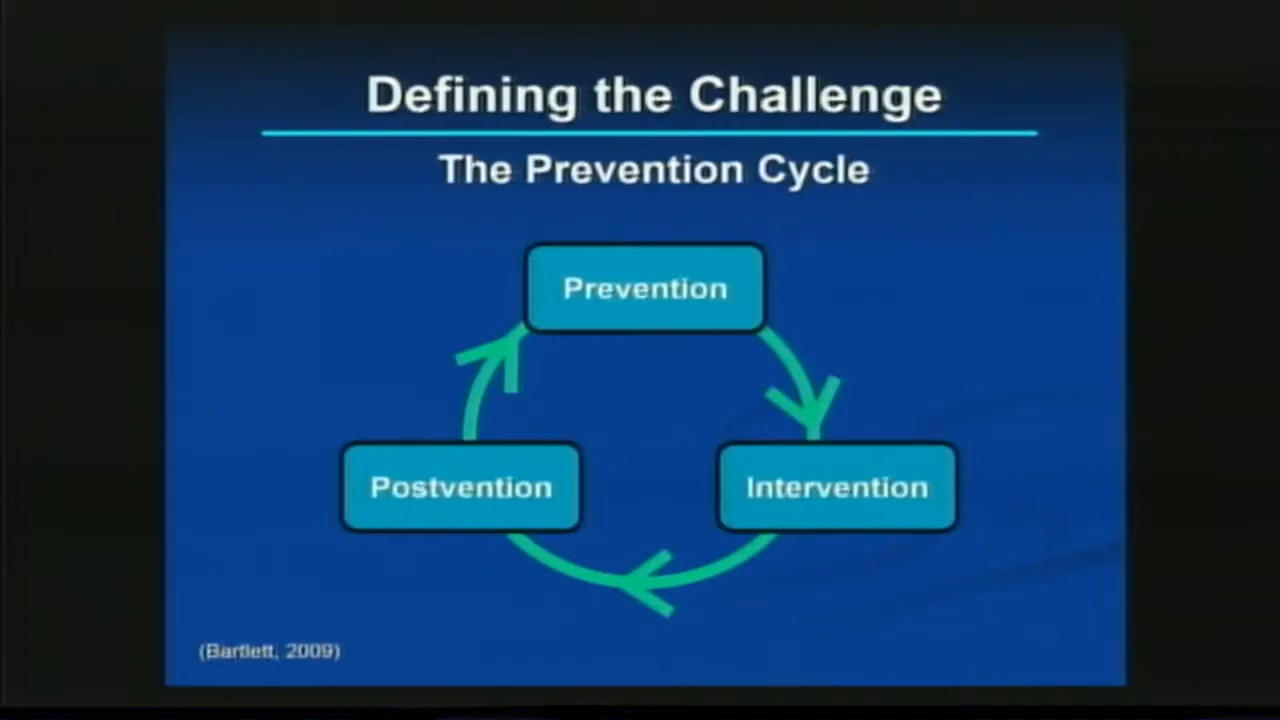 Defining the Challenge
The Prevention Cycle
Prevention
Postvention
Intervention
(Bartlett, 2009)